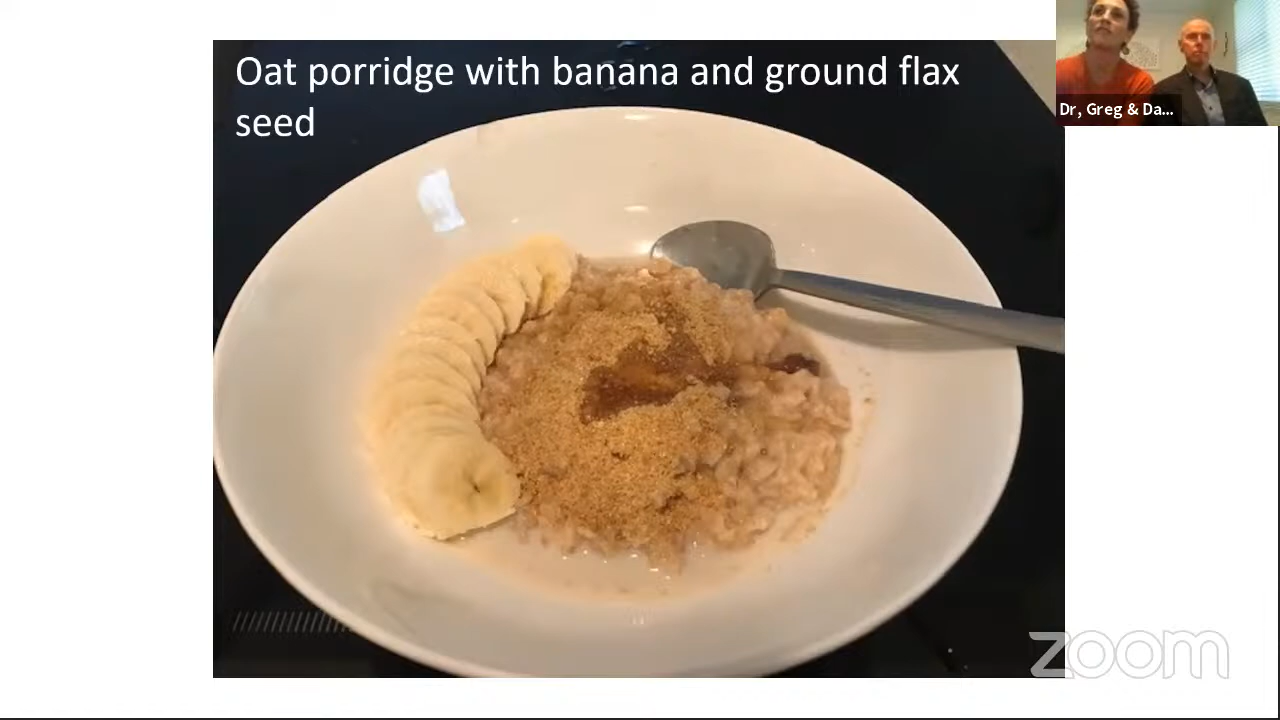 Oat porridge with banana and ground flax
seed
Dr, Greg & Da...
zoom